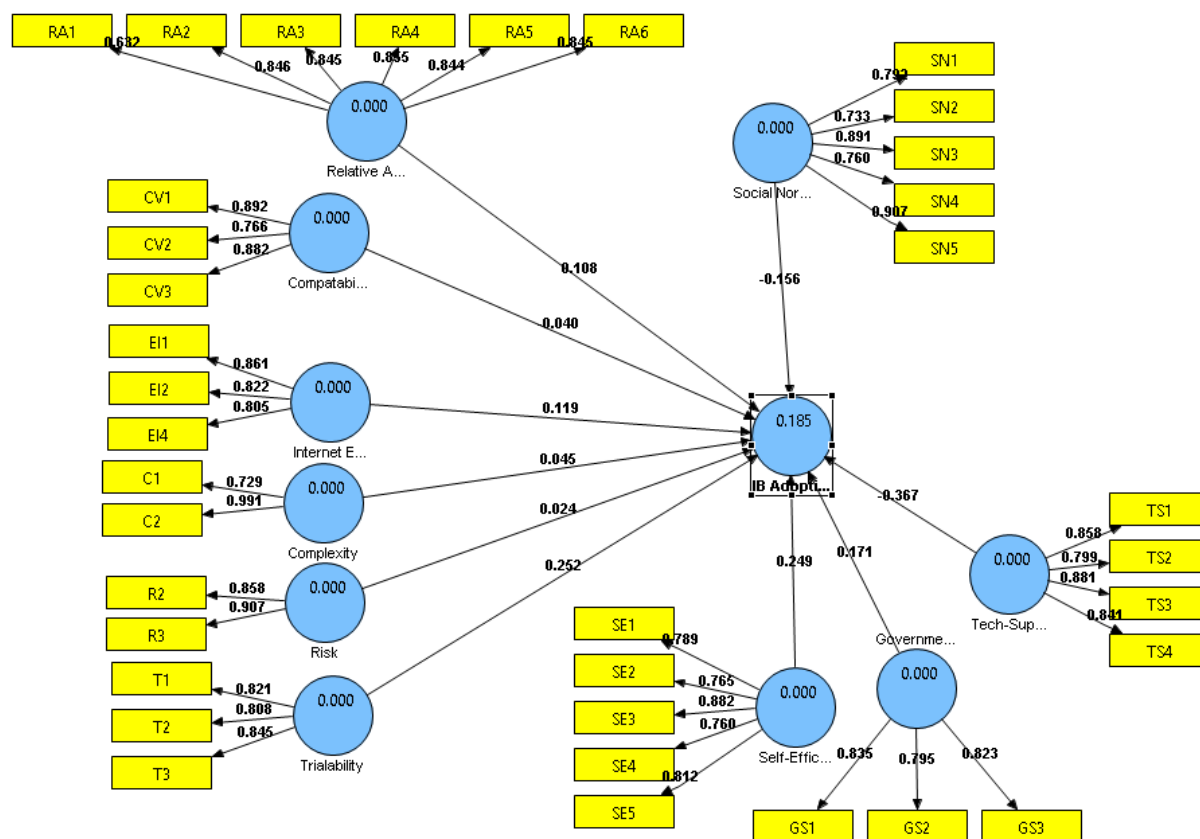 RA1
RA2
RA3
RA4
RA5
RA6
0.632
0.846
0.845
0.855
0.844
0.845
0.000
Relative A...
SN1
SN2
SN3
SN4
SN5
0.792
0.733
0.891
0.760
0.907
0.000
Social Nor...
CV1
CV2
CV3
0.892
0.766
0.882
0.000
Compatabi...
0.108
0.040
-0.156
EI1
EI2
EI4
0.861
0.822
0.805
0.000
Internet E...
0.119
0.185
IB Adopti...
C1
C2
0.729
0.991
0.000
Complexity
0.045
R2
R3
0.858
0.907
0.000
Risk
0.024
T1
T2
T3
0.821
0.808
0.845
0.000
Trialability
0.252
SE1
SE2
SE3
SE4
SE5
0.789
0.765
0.882
0.760
0.812
0.000
Self-Effic...
0.249
Governme...
0.000
0.171
0.835
0.795
0.823
GS1
GS2
GS3
-0.367
0.000
Tech-Sup...
0.858
0.799
0.881
0.841
TS1
TS2
TS3
TS4